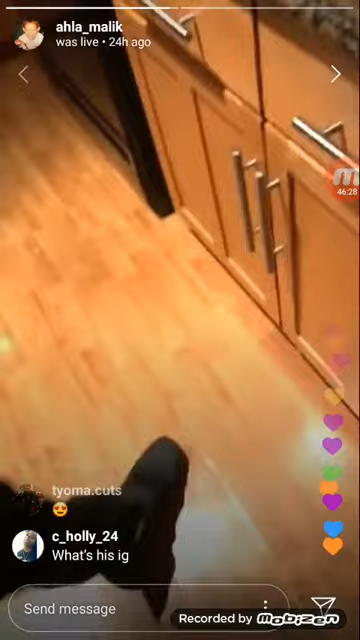 ahla_malik
was live • 24h ago
46:28
tyoma.cuts
😍
c_holly_24
What's his ig
Send message
Recorded by Mobizen